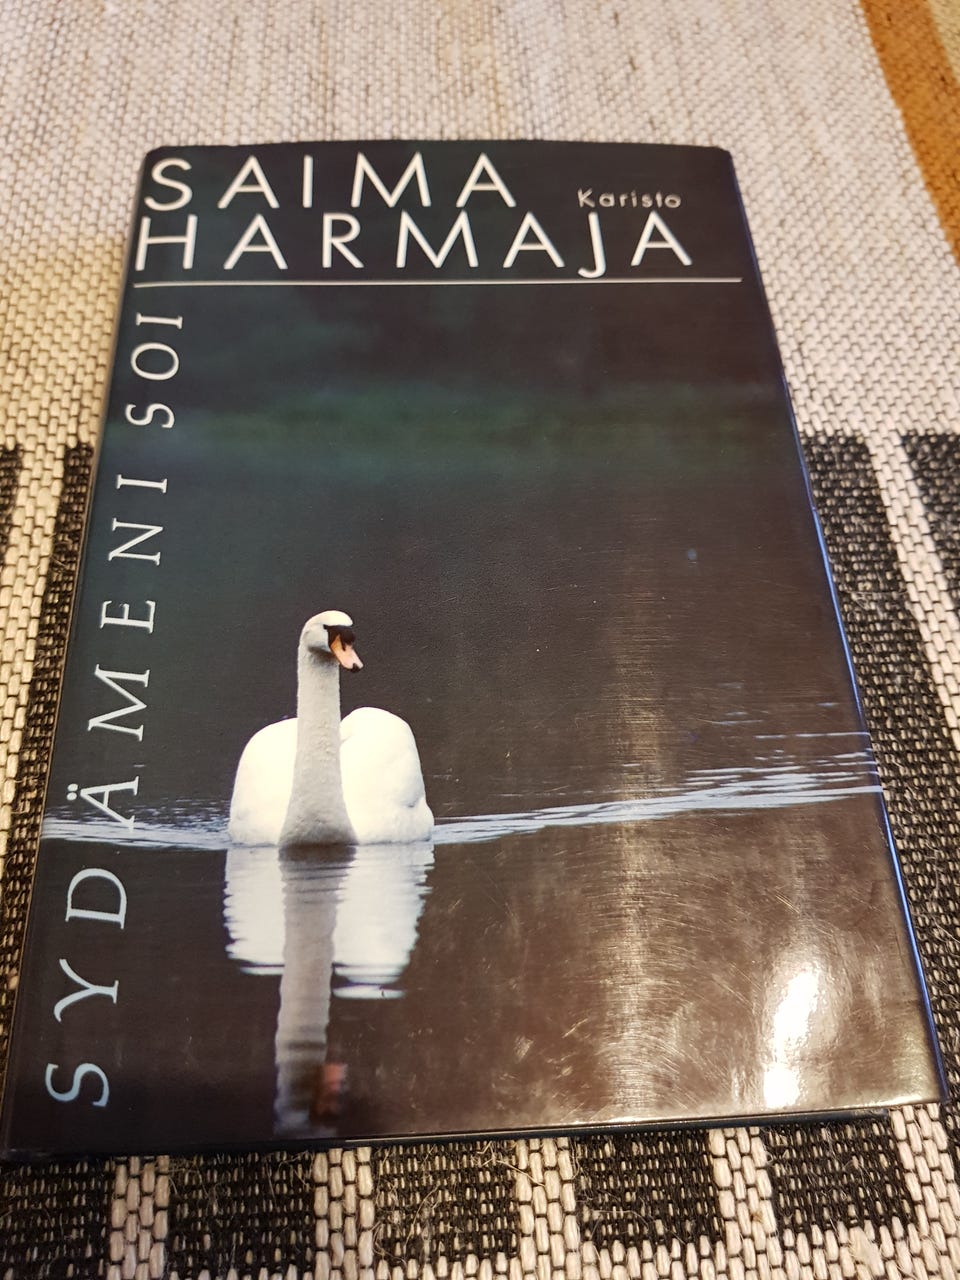 SAIMA
Karisto
HARMAJA
SYDÄMENI SOI